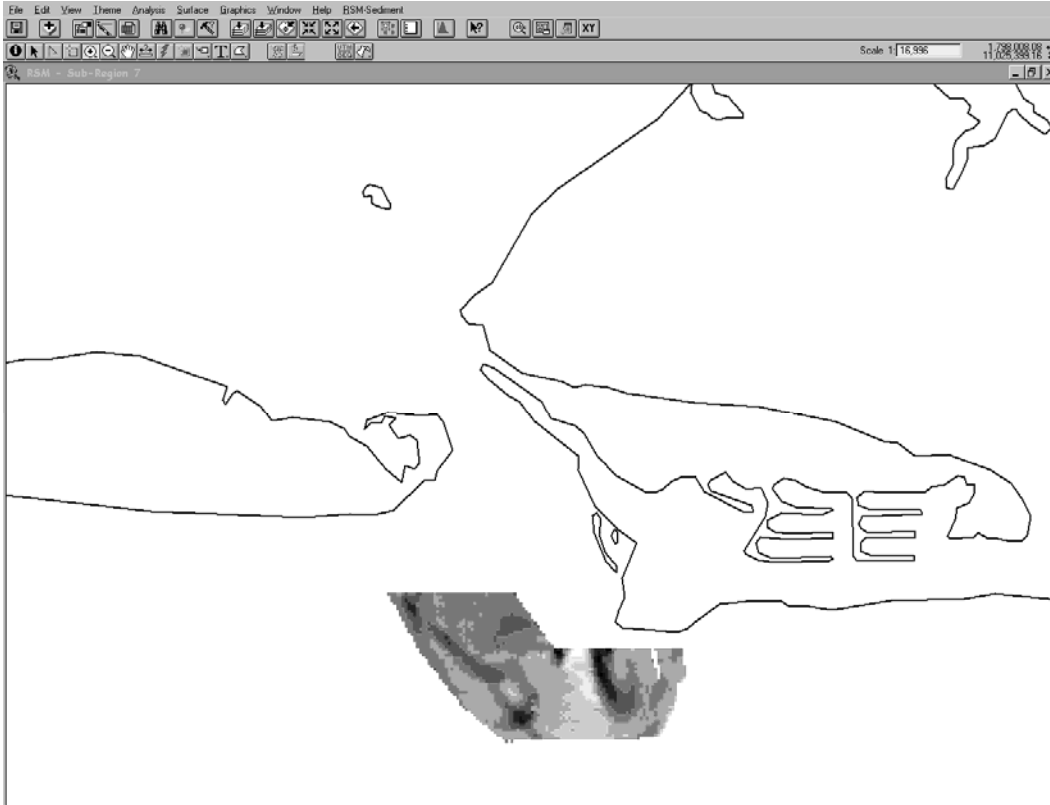 File Edit View Theme Analysis Surface Graphics Window Help RSM-Sediment
XY
T
Scale 1: 16,996
RSM - Sub-Region 7